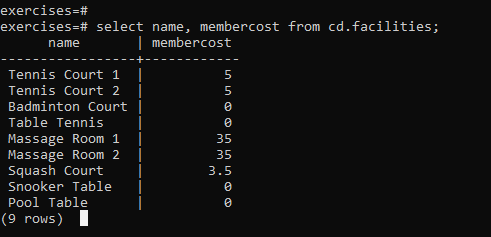 exercises=#
exercises=# select name, membercost from cd.facilities;
      name       | membercost
-----------------+------------
 Tennis Court 1  |          5
 Tennis Court 2  |          5
 Badminton Court |          0
 Table Tennis    |          0
 Massage Room 1  |         35
 Massage Room 2  |         35
 Squash Court    |        3.5
 Snooker Table   |          0
 Pool Table      |          0
(9 rows)